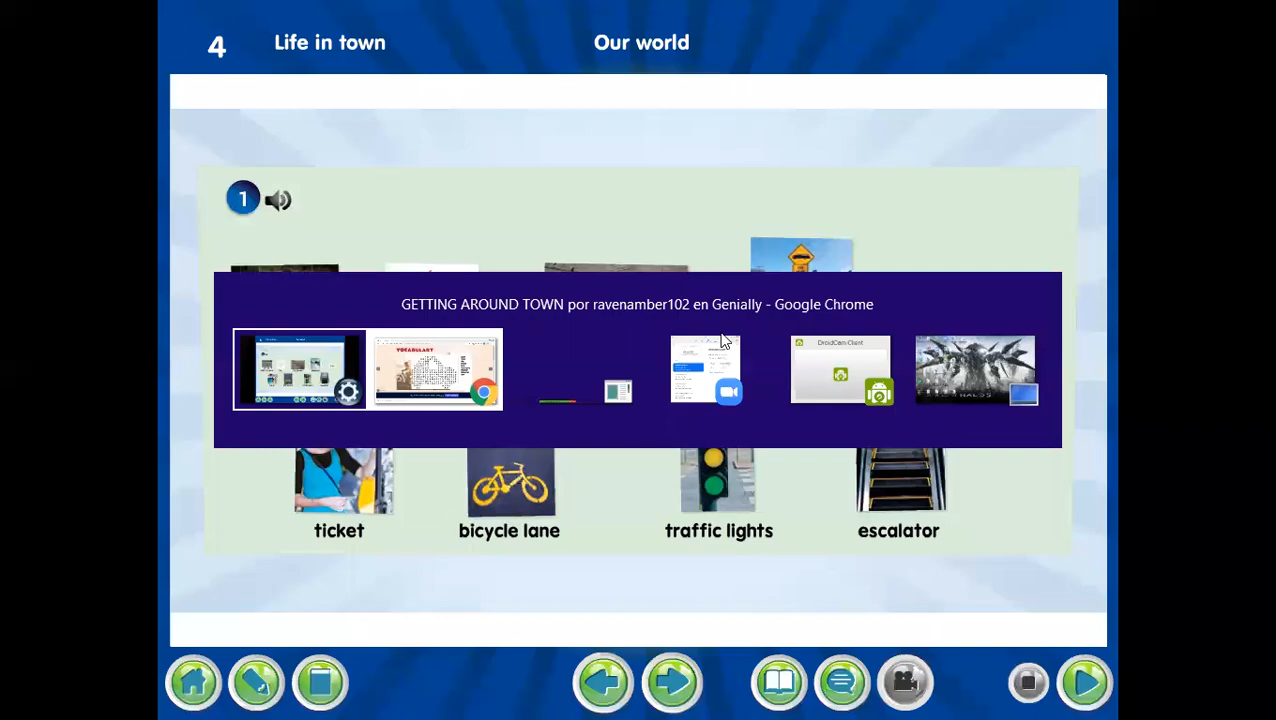 4 Life in town Our world
1
GETTING AROUND TOWN por ravenamber102 en Genially - Google Chrome
VOCABULARY
DroidCam Client
ticket bicycle lane traffic lights escalator